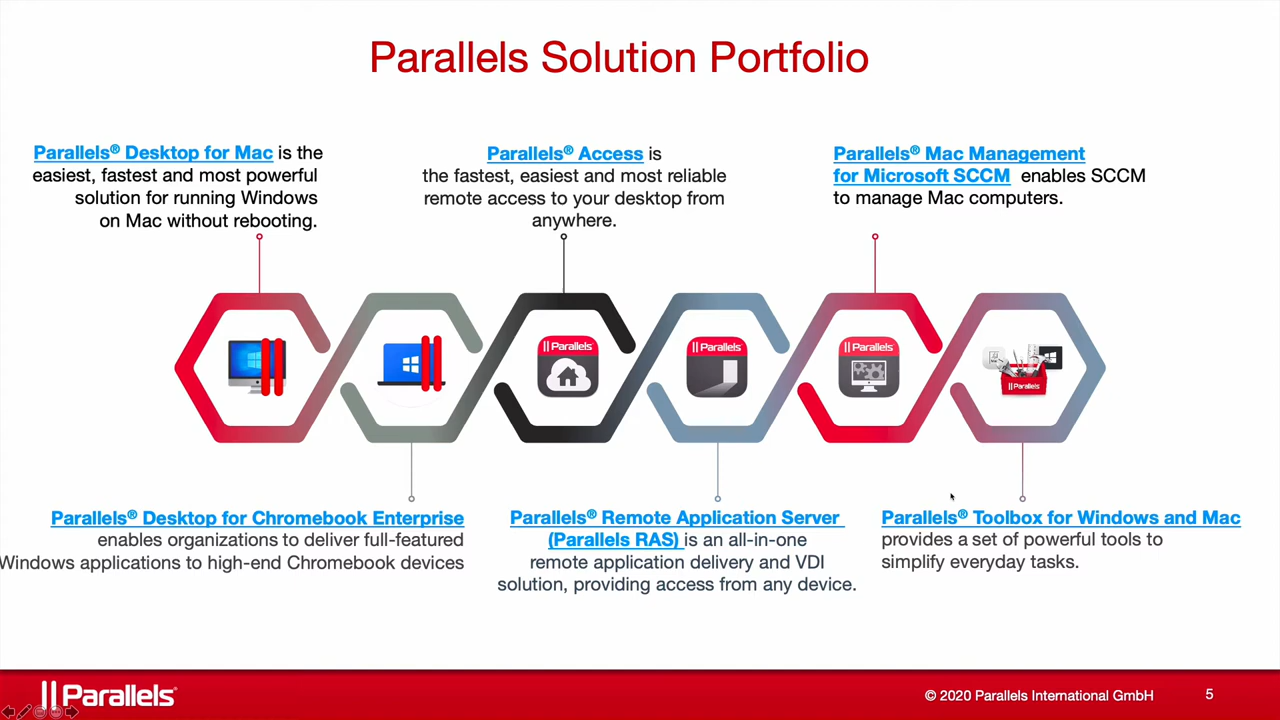 Parallels Solution Portfolio
Parallels® Desktop for Mac is the
easiest, fastest and most powerful
solution for running Windows
on Mac without rebooting.
Parallels® Access is
the fastest, easiest and most reliable
remote access to your desktop from
anywhere.
Parallels® Mac Management
for Microsoft SCCM enables SCCM
to manage Mac computers.
Parallels
Parallels
Parallels
Parallels
Parallels® Desktop for Chromebook Enterprise
enables organizations to deliver full-featured
Windows applications to high-end Chromebook devices
Parallels® Remote Application Server
(Parallels RAS) is an all-in-one
remote application delivery and VDI
solution, providing access from any device.
Parallels® Toolbox for Windows and Mac
provides a set of powerful tools to
simplify everyday tasks.
Parallels®
© 2020 Parallels International GmbH
5